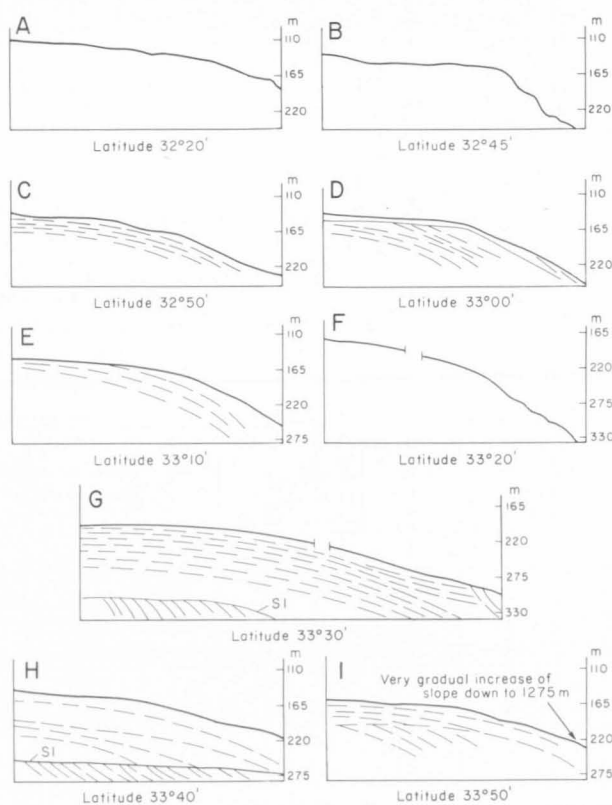 A
m
110
165
220
Latitude 32°20'
B
m
110
165
220
Latitude 32°45'
C
m
110
165
220
Latitude 32°50'
D
m
110
165
220
Latitude 33°00'
E
m
110
165
220
275
Latitude 33°10'
F
m
165
220
275
330
Latitude 33°20'
G
m
165
220
275
330
SI
Latitude 33°30'
H
m
110
165
220
275
SI
Latitude 33°40'
I
m
110
165
220
275
Very gradual increase of
slope down to 1275 m
Latitude 33°50'